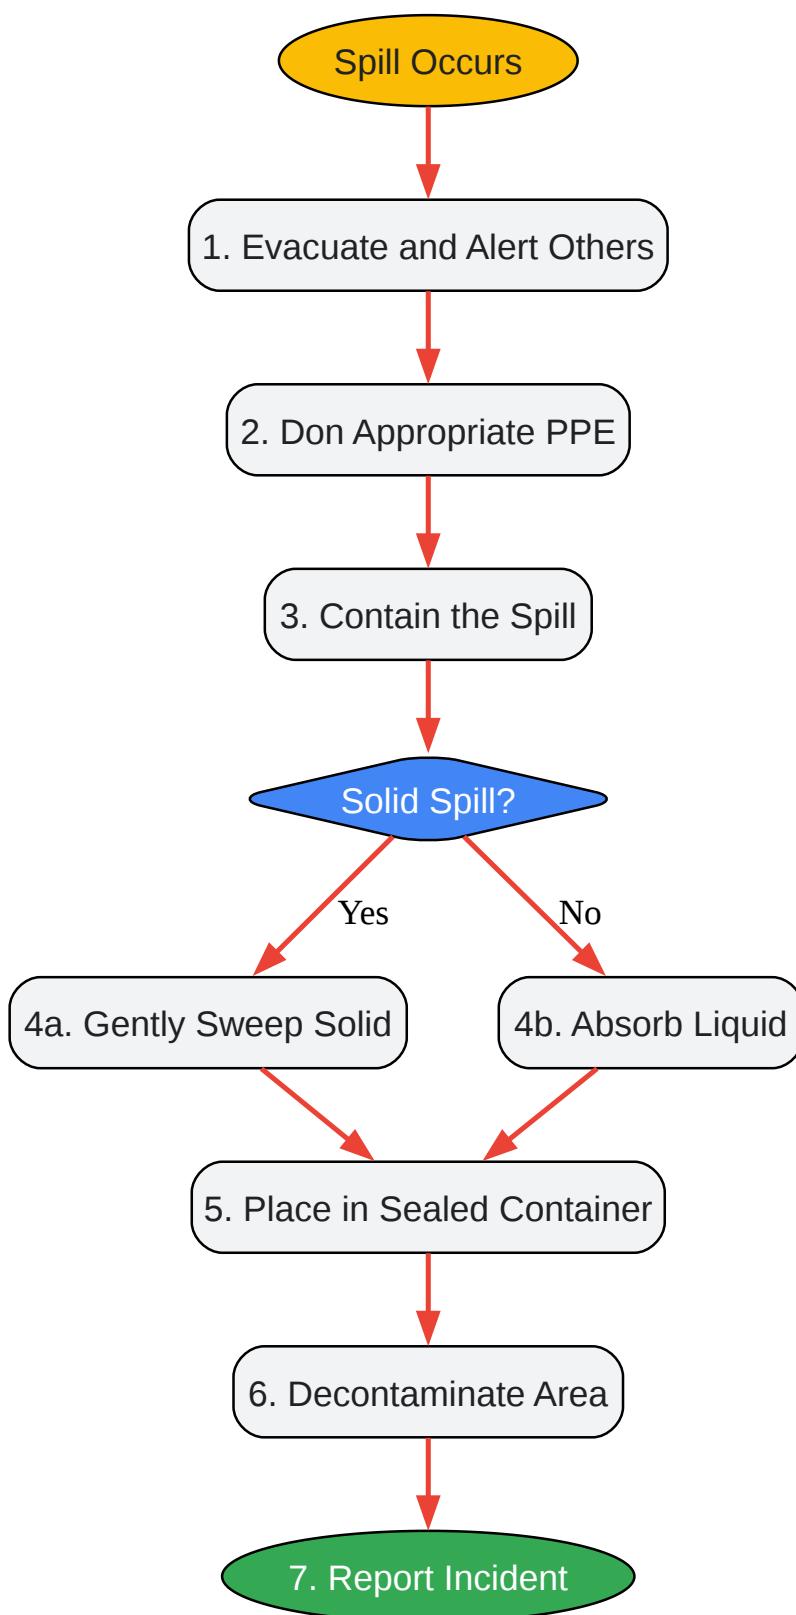 Spill Occurs
1. Evacuate and Alert Others
2. Don Appropriate PPE
3. Contain the Spill
Solid Spill?
Yes
No
4a. Gently Sweep Solid
4b. Absorb Liquid
5. Place in Sealed Container
6. Decontaminate Area
7. Report Incident